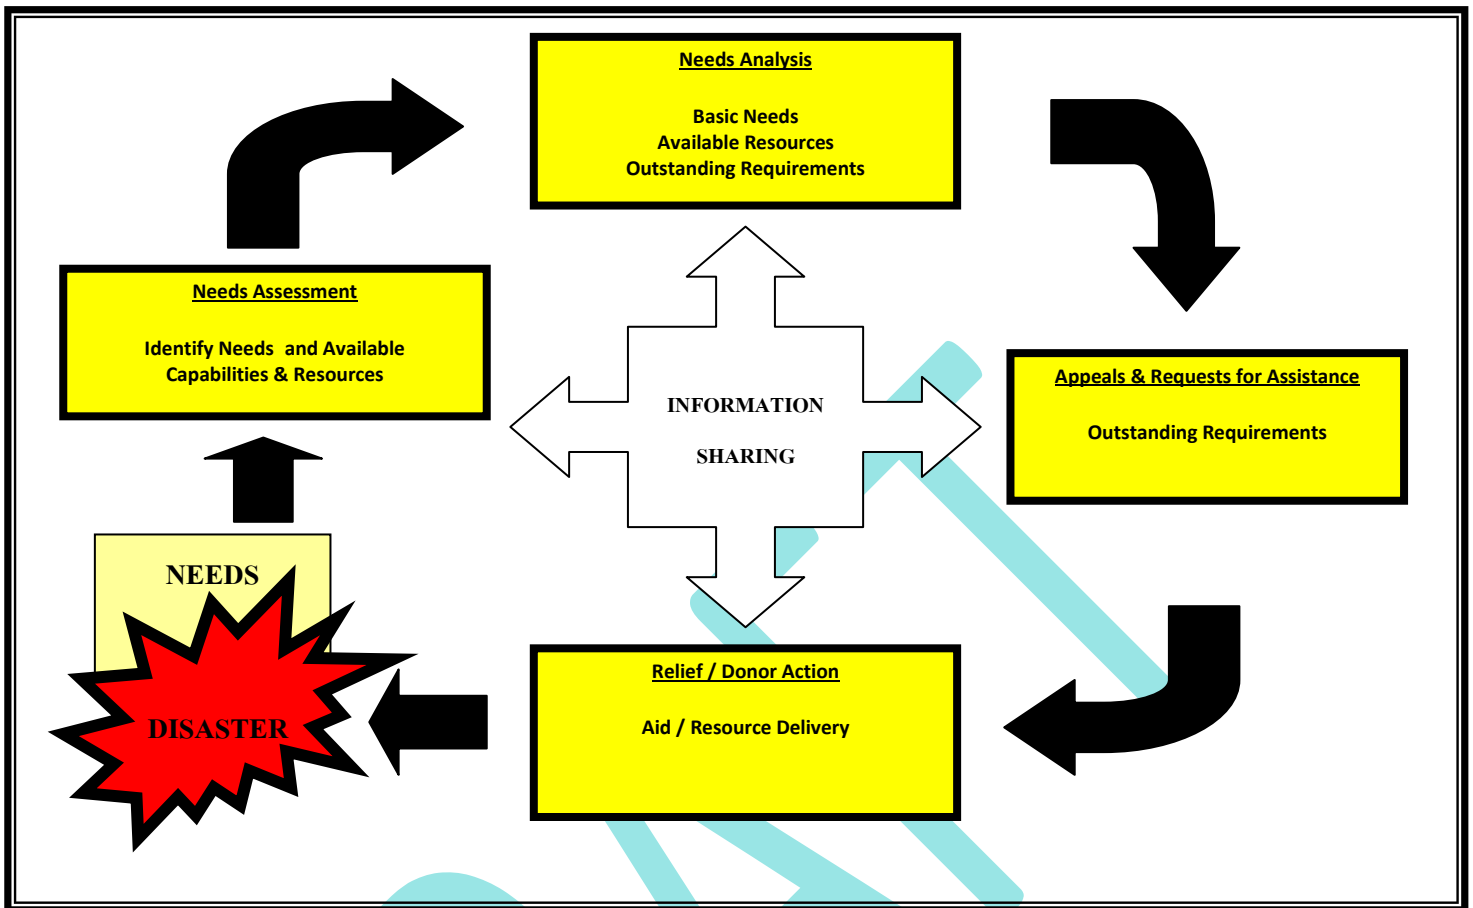 Needs Analysis
Basic Needs
Available Resources
Outstanding Requirements
Needs Assessment
Identify Needs and Available
Capabilities & Resources
INFORMATION
SHARING
Appeals & Requests for Assistance
Outstanding Requirements
NEEDS
DISASTER
Relief / Donor Action
Aid / Resource Delivery